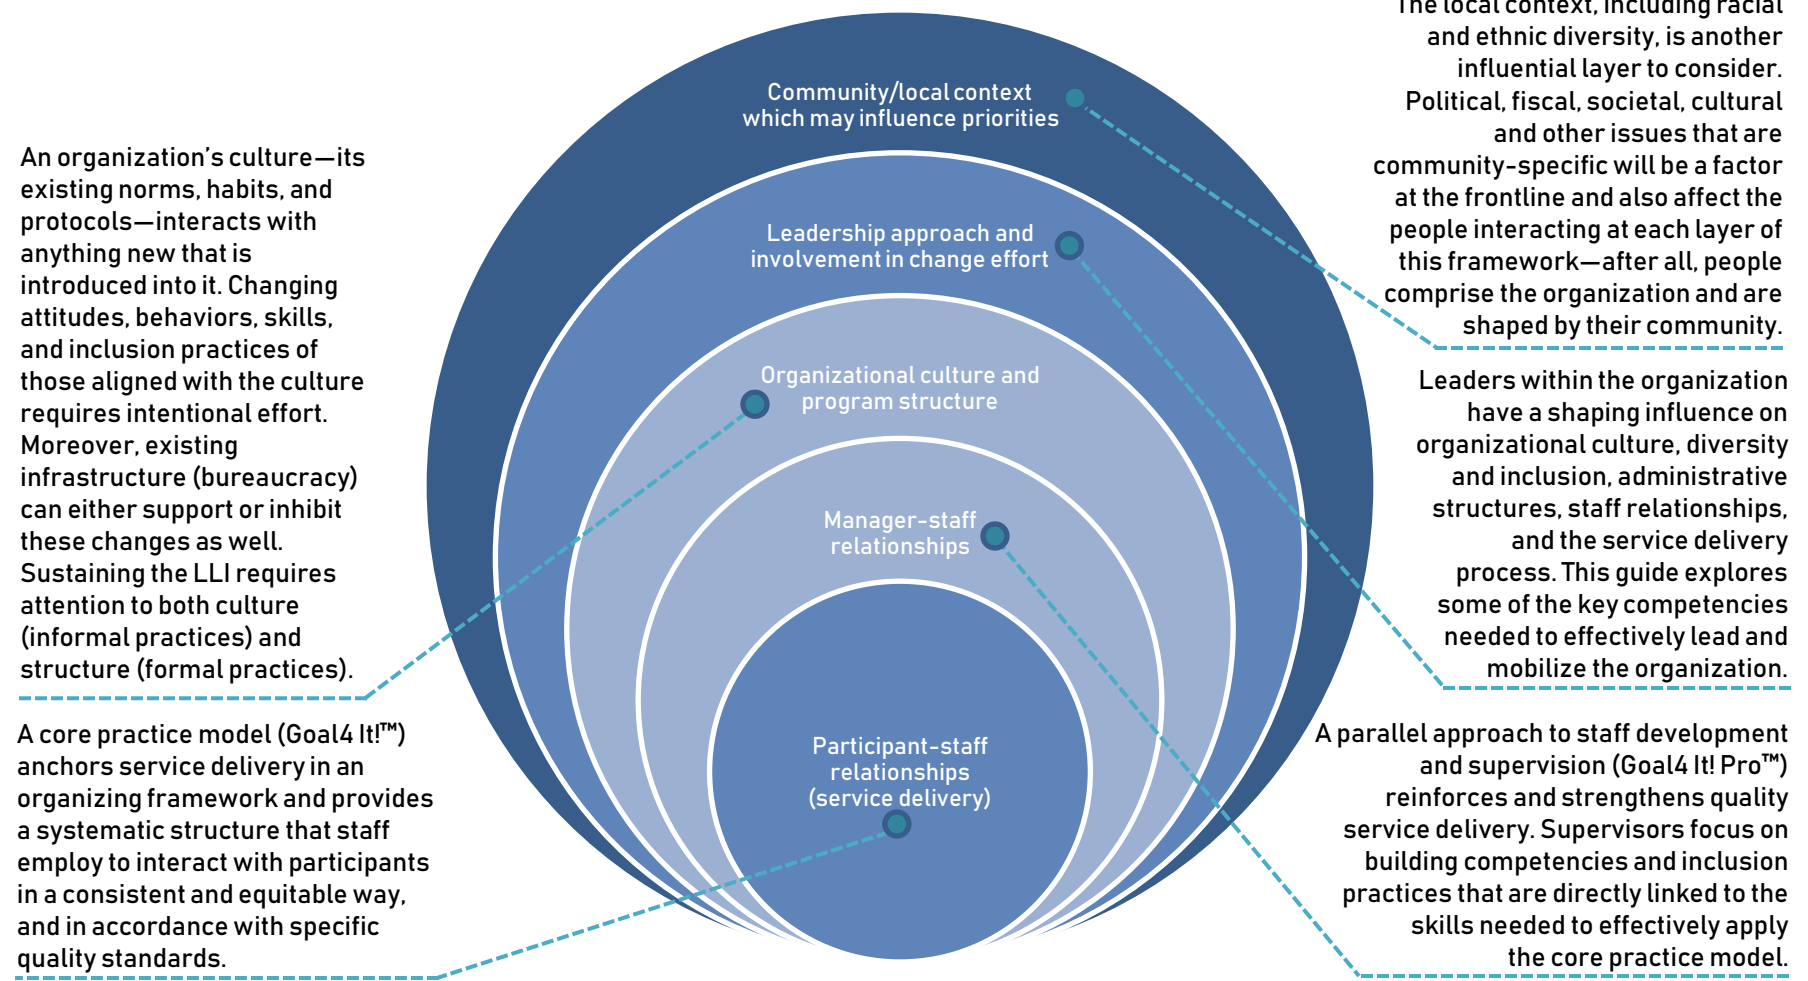 The local context, including racial
and ethnic diversity, is another
influential layer to consider.
Political, fiscal, societal, cultural
and other issues that are
community-specific will be a factor
at the frontline and also affect the
people interacting at each layer of
this framework—after all, people
comprise the organization and are
shaped by their community.
Community/local context
which may influence priorities
An organization’s culture—its
existing norms, habits, and
protocols—interacts with
anything new that is
introduced into it. Changing
attitudes, behaviors, skills,
and inclusion practices of
those aligned with the culture
requires intentional effort.
Moreover, existing
infrastructure (bureaucracy)
can either support or inhibit
these changes as well.
Sustaining the LLI requires
attention to both culture
(informal practices) and
structure (formal practices).
Leadership approach and
involvement in change effort
Organizational culture and
program structure
Leaders within the organization
have a shaping influence on
organizational culture, diversity
and inclusion, administrative
structures, staff relationships,
and the service delivery
process. This guide explores
some of the key competencies
needed to effectively lead and
mobilize the organization.
Manager-staff
relationships
A core practice model (Goal4 It!™)
anchors service delivery in an
organizing framework and provides
a systematic structure that staff
employ to interact with participants
in a consistent and equitable way,
and in accordance with specific
quality standards.
Participant-staff
relationships
(service delivery)
A parallel approach to staff development
and supervision (Goal4 It! Pro™)
reinforces and strengthens quality
service delivery. Supervisors focus on
building competencies and inclusion
practices that are directly linked to the
skills needed to effectively apply
the core practice model.